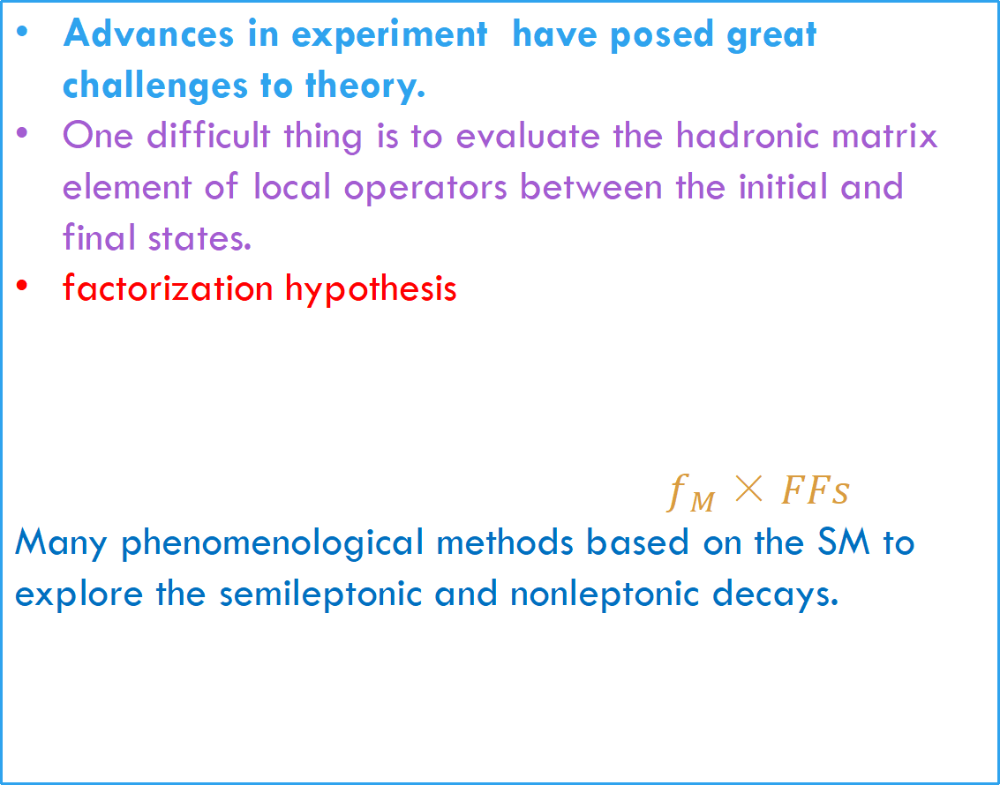 • Advances in experiment  have posed great
challenges to theory.
• One difficult thing is to evaluate the hadronic matrix
element of local operators between the initial and
final states.
• factorization hypothesis
f_M × FFs
Many phenomenological methods based on the SM to
explore the semileptonic and nonleptonic decays.